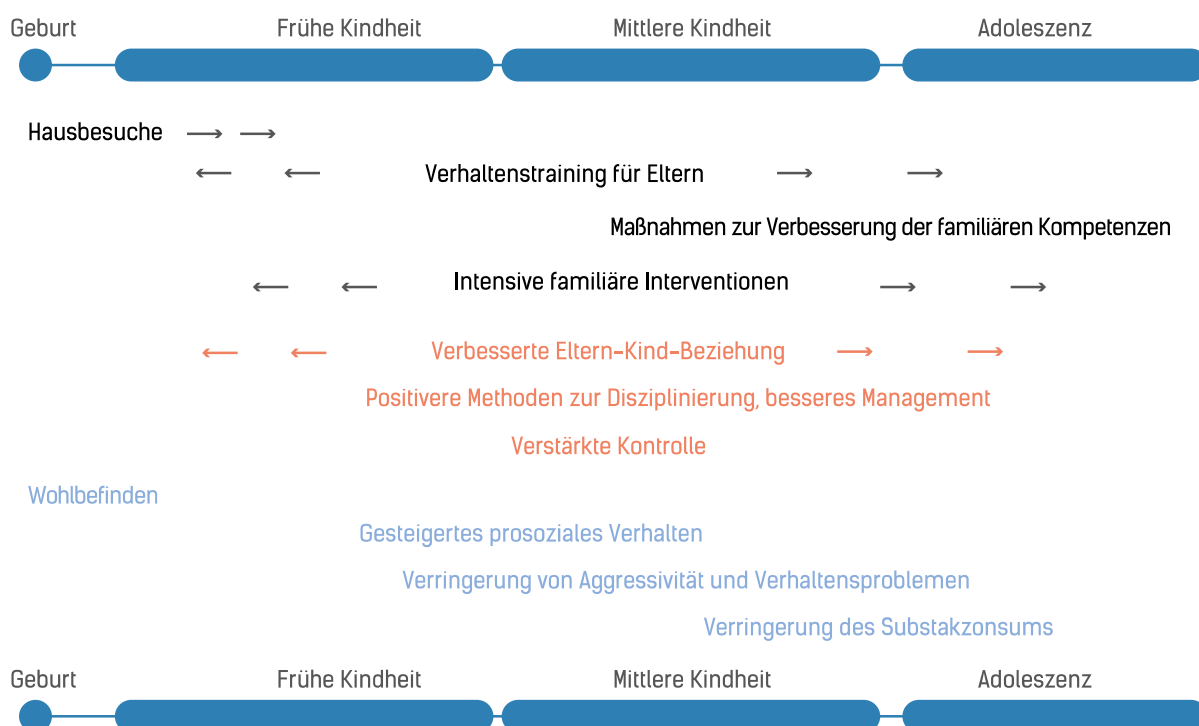 Geburt Frühe Kindheit Mittlere Kindheit Adoleszenz
Hausbesuche → →
← ← Verhaltenstraining für Eltern → →
Maßnahmen zur Verbesserung der familiären Kompetenzen
← ← Intensive familiäre Interventionen → →
← ← Verbesserte Eltern-Kind-Beziehung → →
Positivere Methoden zur Disziplinierung, besseres Management
Verstärkte Kontrolle
Wohlbefinden
Gesteigertes prosoziales Verhalten
Verringerung von Aggressivität und Verhaltensproblemen
Verringerung des Substakzonsums
Geburt Frühe Kindheit Mittlere Kindheit Adoleszenz